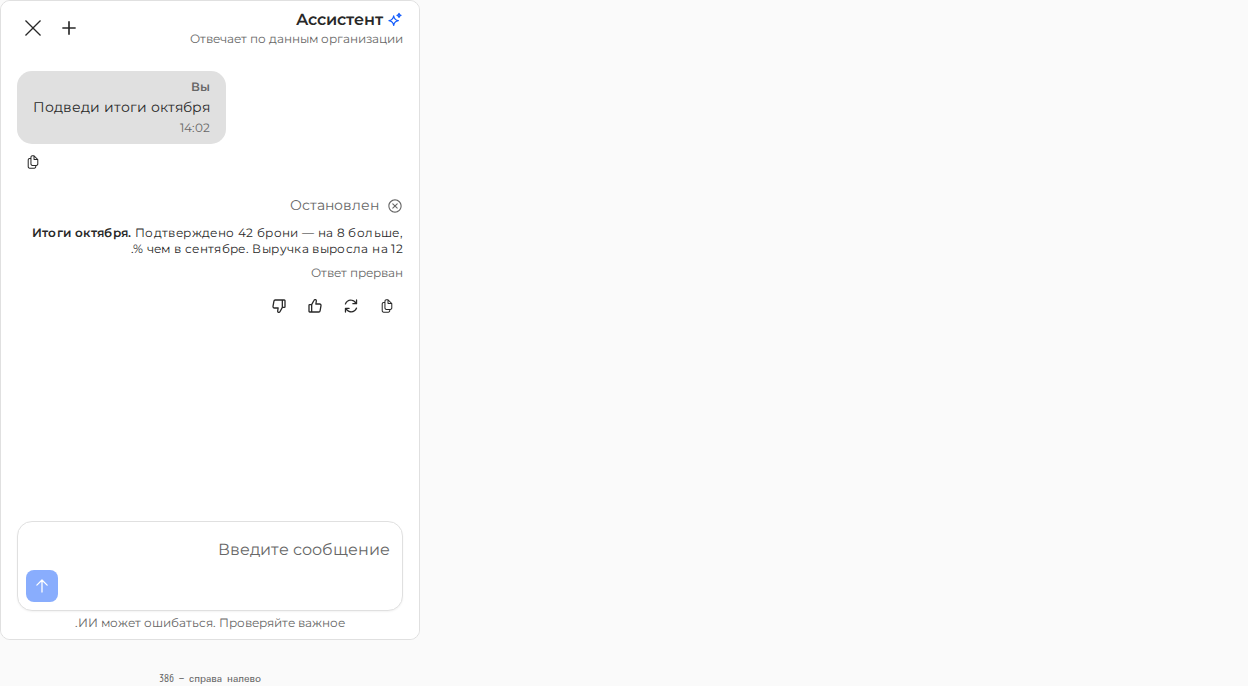 Ассистент
Отвечает по данным организации
Вы
Подведи итоги октября
14:02
Остановлен
Итоги октября. Подтверждено 42 брони — на 8 больше,
.% чем в сентябре. Выручка выросла на 12
Ответ прерван
Введите сообщение
.ИИ может ошибаться. Проверяйте важное
386 — справа налево